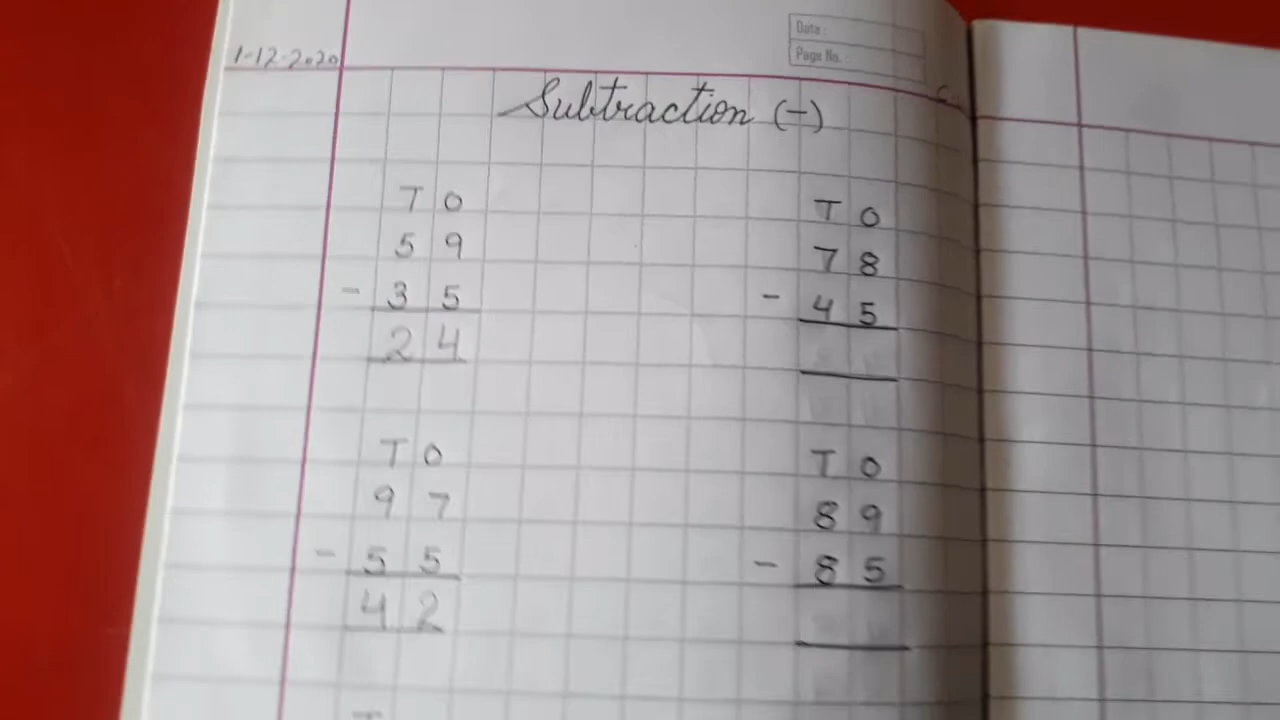 Date :
Page No.
1-12-2020
Subtraction (-)
T O
5 9
- 3 5
2 4
T O
7 8
- 4 5
T O
9 7
- 5 5
4 2
T O
8 9
- 8 5